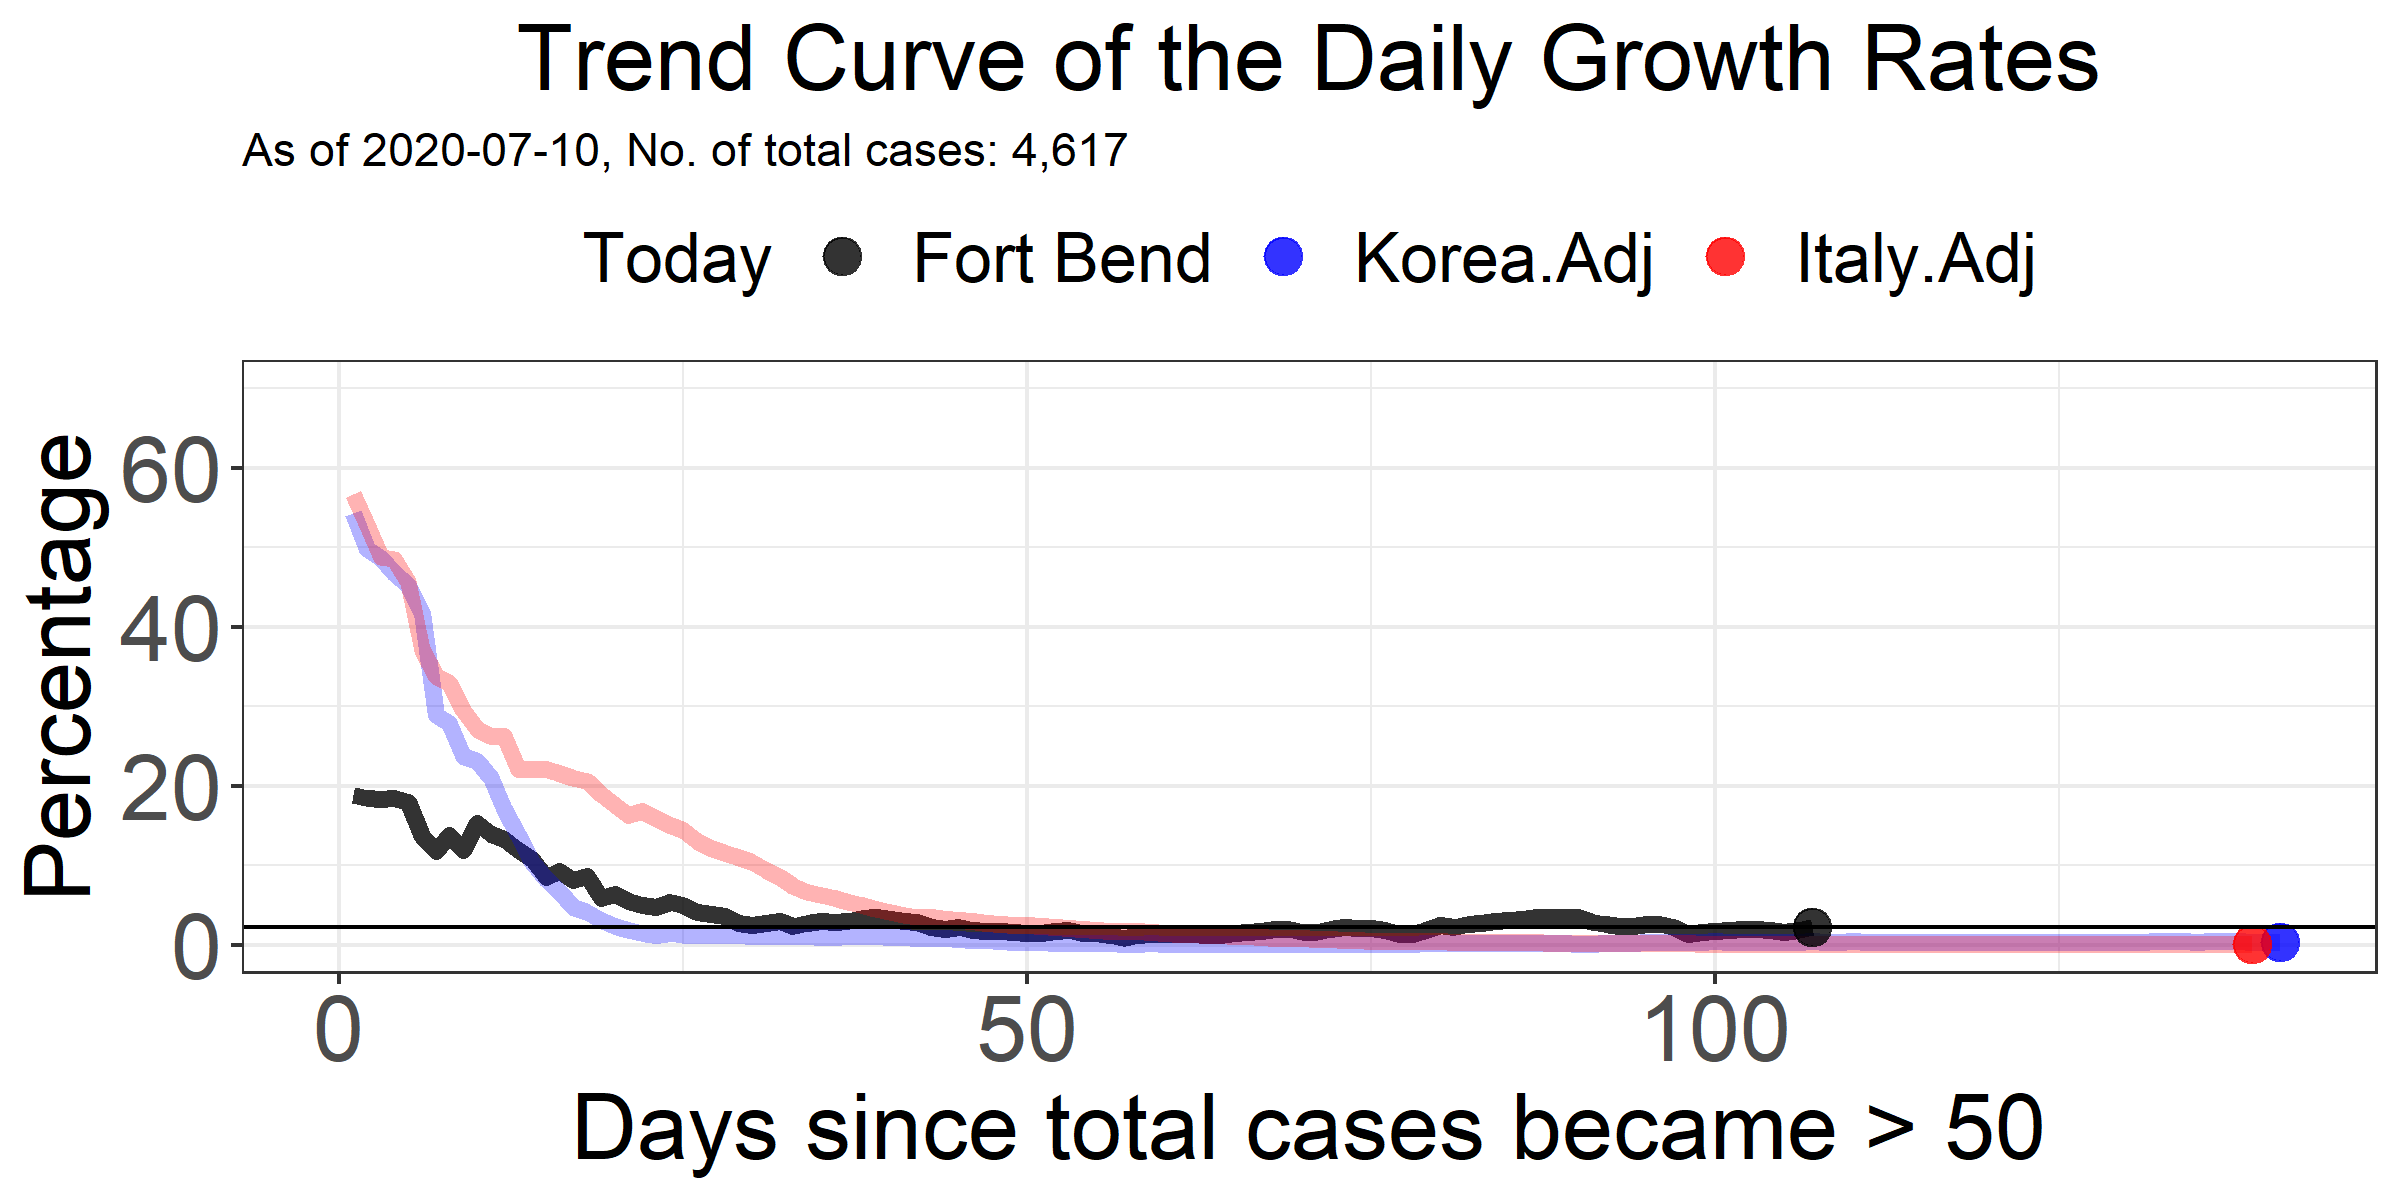 Trend Curve of the Daily Growth Rates
As of 2020-07-10, No. of total cases: 4,617
Today Fort Bend Korea.Adj Italy.Adj
Percentage
60
40
20
0
0 50 100
Days since total cases became > 50